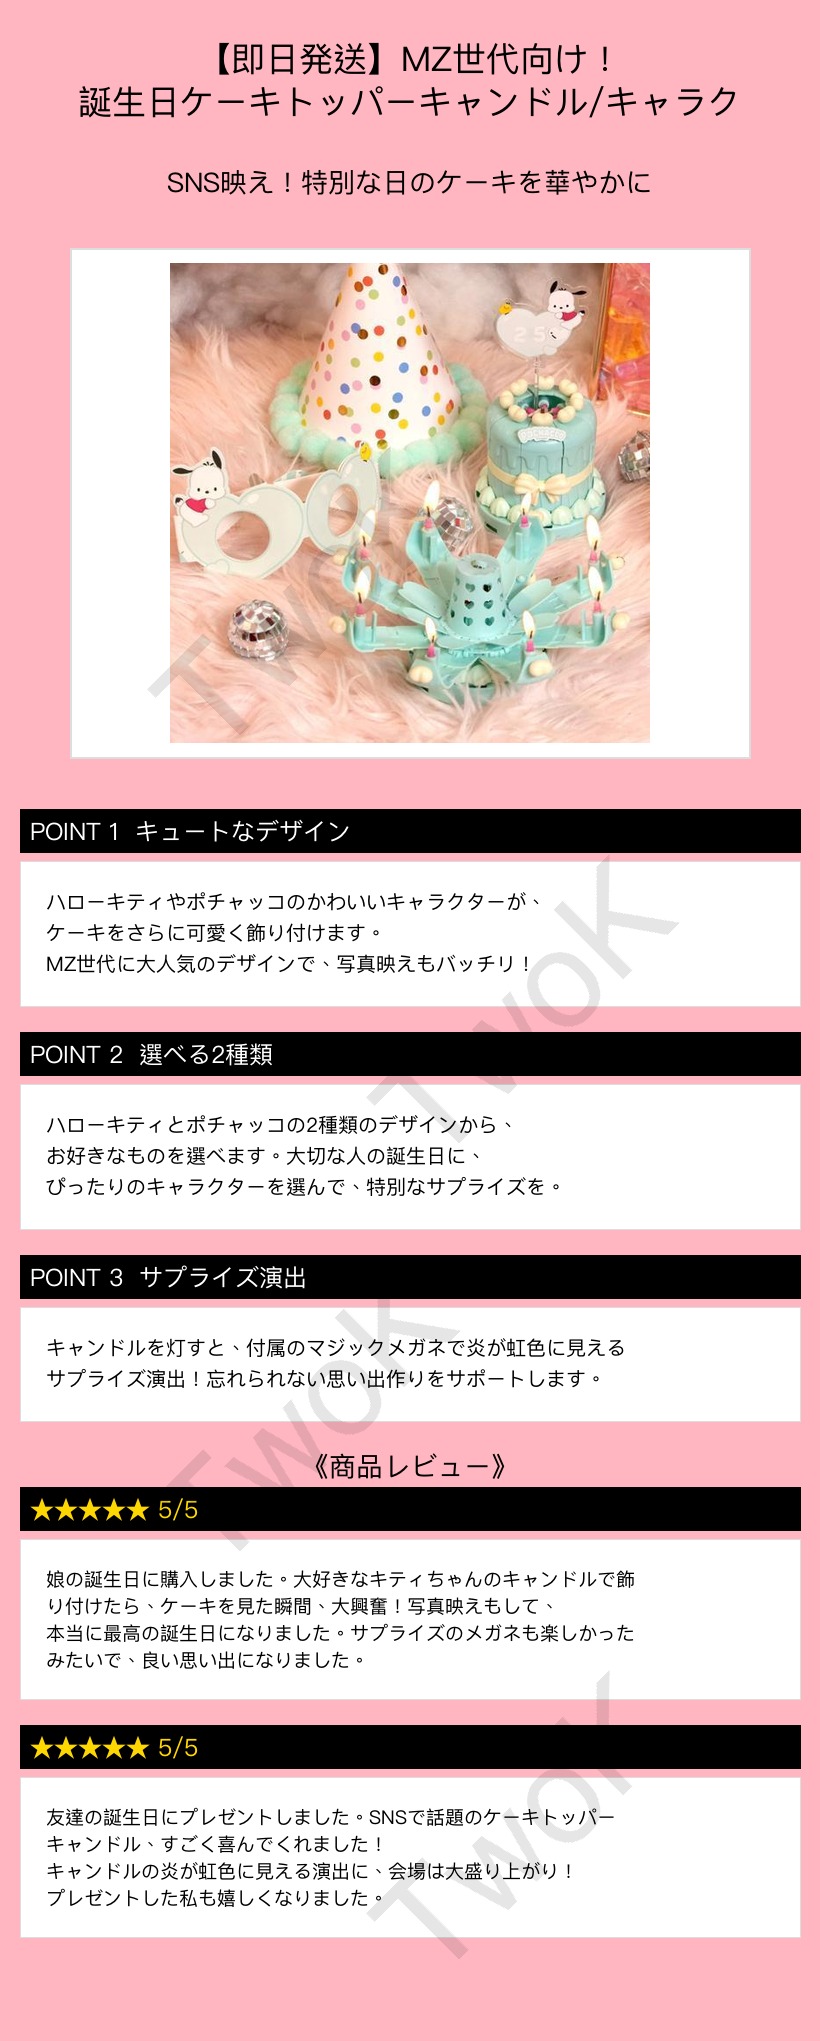 【即日発送】MZ世代向け！
誕生日ケーキトッパーキャンドル/キャラク
SNS映え！特別な日のケーキを華やかに
25
POCHACCO
TwoK
POINT 1 キュートなデザイン
ハローキティやポチャッコのかわいいキャラクターが、
ケーキをさらに可愛く飾り付けます。
MZ世代に大人気のデザインで、写真映えもバッチリ！
TwoK
POINT 2 選べる2種類
ハローキティとポチャッコの2種類のデザインから、
お好きなものを選べます。大切な人の誕生日に、
ぴったりのキャラクターを選んで、特別なサプライズを。
POINT 3 サプライズ演出
キャンドルを灯すと、付属のマジックメガネで炎が虹色に見える
サプライズ演出！忘れられない思い出作りをサポートします。
TwoK
《商品レビュー》
★★★★★ 5/5
娘の誕生日に購入しました。大好きなキティちゃんのキャンドルで飾
り付けたら、ケーキを見た瞬間、大興奮！写真映えもして、
本当に最高の誕生日になりました。サプライズのメガネも楽しかった
みたいで、良い思い出になりました。
★★★★★ 5/5
友達の誕生日にプレゼントしました。SNSで話題のケーキトッパー
キャンドル、すごく喜んでくれました！
キャンドルの炎が虹色に見える演出に、会場は大盛り上がり！
プレゼントした私も嬉しくなりました。
TwoK